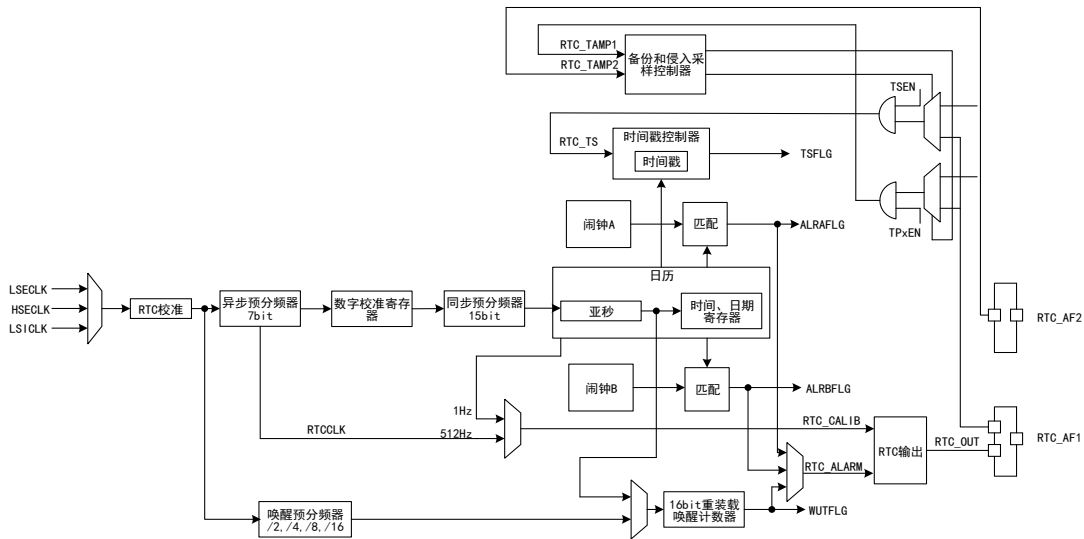 RTC_TAMP1
RTC_TAMP2
备份和侵入采
样控制器
TSEN
RTC_TS
时间戳控制器
时间戳
TSFLG
闹钟A
匹配
ALRAFLG
TPxEN
日历
LSECLK
HSECLK
LSICLK
RTC校准
异步预分频器
7bit
数字校准寄存
器
同步预分频器
15bit
亚秒
时间、日期
寄存器
RTC_AF2
闹钟B
匹配
ALRBFLG
1Hz
512Hz
RTCCLK
RTC_CALIB
RTC输出
RTC_OUT
RTC_AF1
RTC_ALARM
唤醒预分频器
/2,/4,/8,/16
16bit重装载
唤醒计数器
WUTFLG